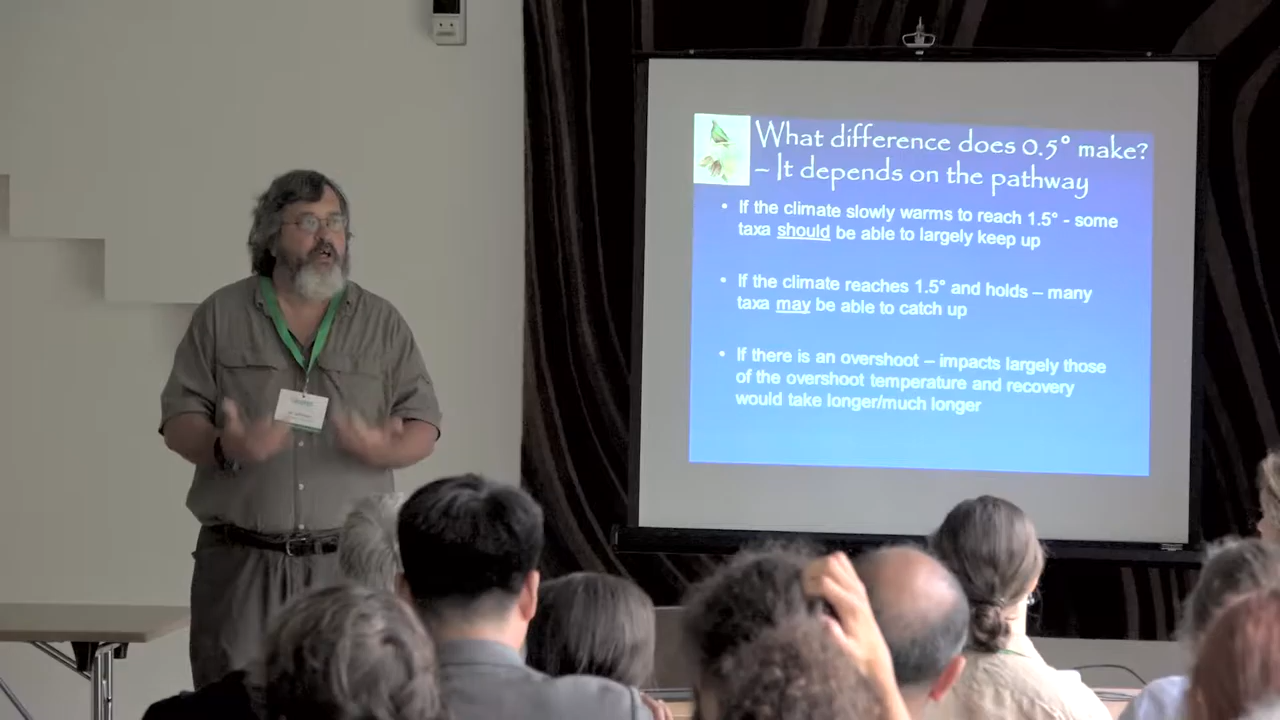 What difference does 0.5° make?
– It depends on the pathway
• If the climate slowly warms to reach 1.5° - some
taxa should be able to largely keep up
• If the climate reaches 1.5° and holds – many
taxa may be able to catch up
• If there is an overshoot – impacts largely those
of the overshoot temperature and recovery
would take longer/much longer